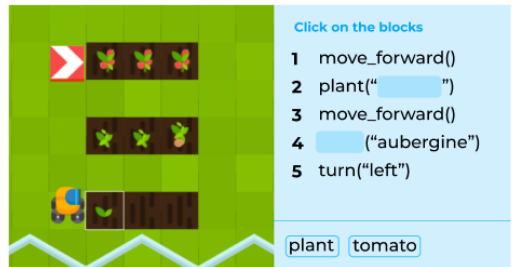 Click on the blocks
1 move_forward()
2 plant(“ ”)
3 move_forward()
4 (“aubergine”)
5 turn(“left”)
plant tomato